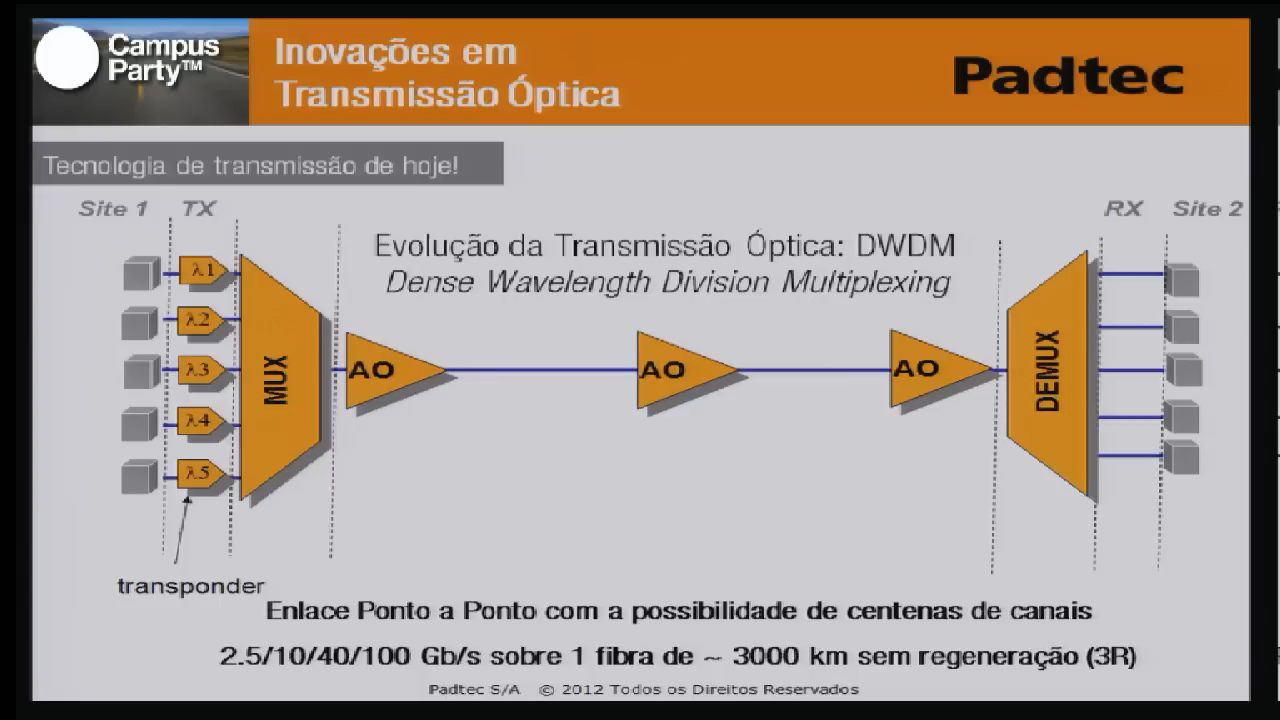 Campus
Party™
Inovações em
Transmissão Óptica
Padtec
Tecnologia de transmissão de hoje!
Site 1
TX
RX
Site 2
Evolução da Transmissão Óptica: DWDM
Dense Wavelength Division Multiplexing
λ1
λ2
λ3
λ4
λ5
MUX
AO
AO
AO
DEMUX
transponder
Enlace Ponto a Ponto com a possibilidade de centenas de canais
2.5/10/40/100 Gb/s sobre 1 fibra de ~ 3000 km sem regeneração (3R)
Padtec S/A © 2012 Todos os Direitos Reservados